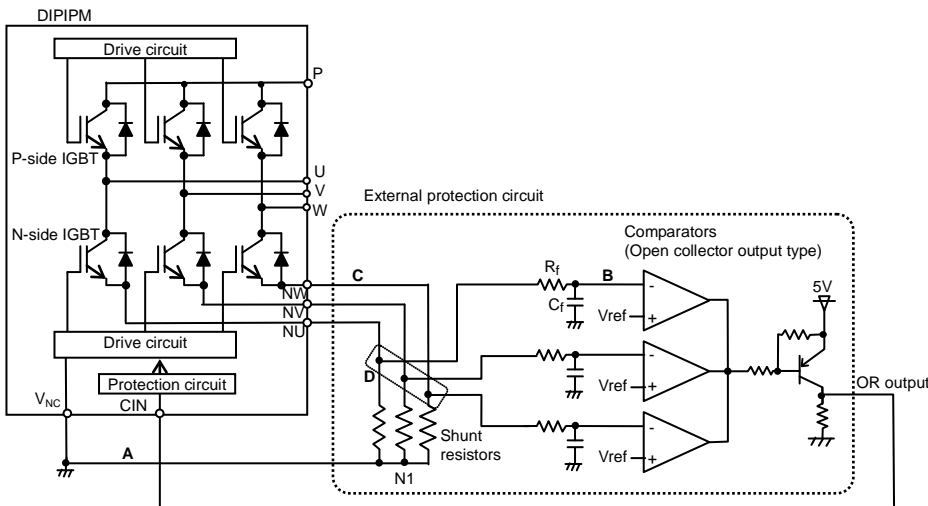 DIPIPM
Drive circuit
P
P-side IGBT
U
V
W
N-side IGBT
External protection circuit
Comparators
(Open collector output type)
C
Rf
B
5V
NW
NV
NU
Cf
-
Vref
+
Drive circuit
D
-
Vref
+
Protection circuit
OR output
VNC
CIN
-
Vref
+
Shunt
resistors
A
N1